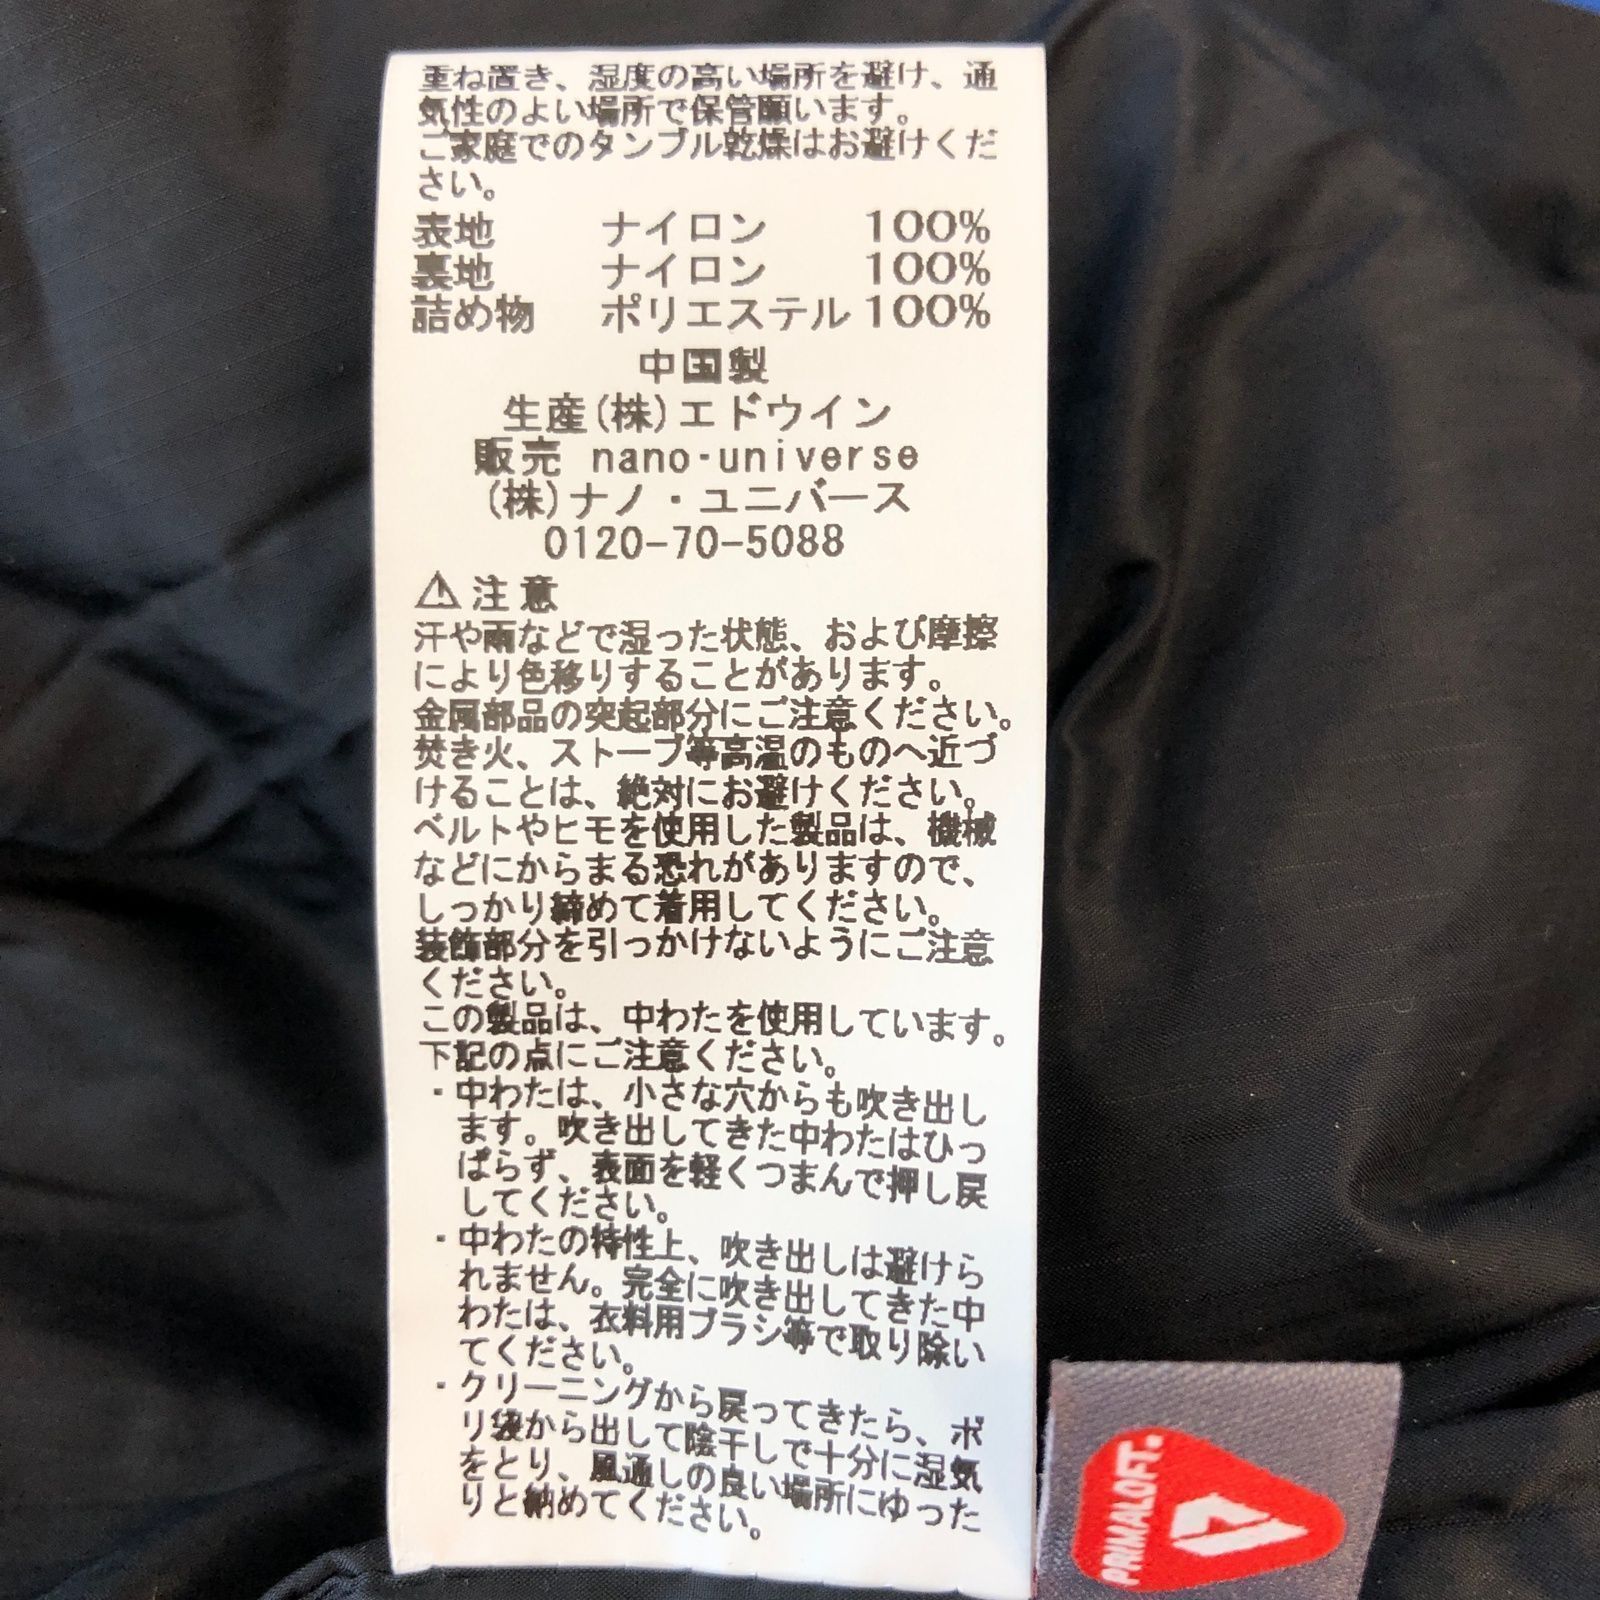 重ね置き、湿度の高い場所を避け、通
気性のよい場所で保管願います。
ご家庭でのタンブル乾燥はお避けくだ
さい。
表地 ナイロン 100%
裏地 ナイロン 100%
詰め物 ポリエステル 100%
中国製
生産(株)エドウイン
販売 nano・universe
(株)ナノ・ユニバース
0120-70-5088
⚠注意
汗や雨などで湿った状態、および摩擦
により色移りすることがあります。
金属部品の突起部分にご注意ください。
焚き火、ストーブ等高温のものへ近づ
けることは、絶対にお避けください。
ベルトやヒモを使用した製品は、機械
などにからまる恐れがありますので、
しっかり締めて着用してください。
装飾部分を引っかけないようにご注意
ください。
この製品は、中わたを使用しています。
下記の点にご注意ください。
・中わたは、小さな穴からも吹き出し
ます。吹き出してきた中わたはひっ
ぱらず、表面を軽くつまんで押し戻
してください。
・中わたの特性上、吹き出しは避けら
れません。完全に吹き出してきた中
わたは、衣料用ブラシ等で取り除い
てください。
・クリーニングから戻ってきたら、ポ
リ袋から出して陰干しで十分に湿気
をとり、風通しの良い場所にゆった
りと納めてください。
PRIMALOFT.